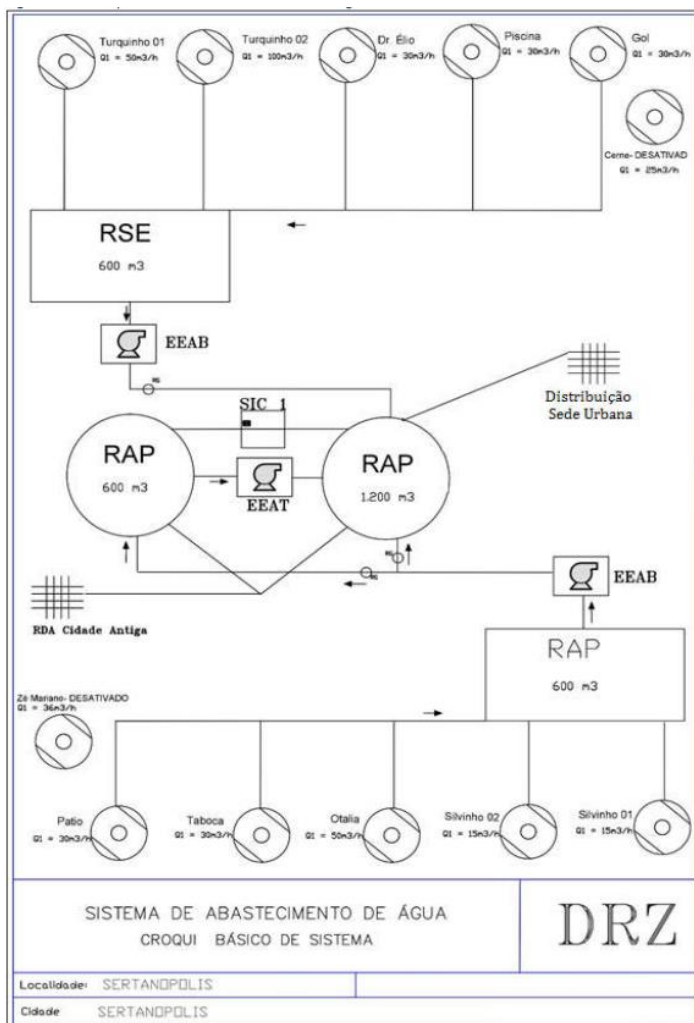 Turquinho 01
Q1 = 50m3/h
Turquinho 02
Q1 = 100m3/h
Dr. Élio
Q1 = 30m3/h
Piscina
Q1 = 30m3/h
Gol
Q1 = 30m3/h
Cerne- DESATIVAD
Q1 = 25m3/h
RSE
600 m3
EEAB
Distribuição
Sede Urbana
SIC 1
RAP
600 m3
EEAT
RAP
1.200 m3
EEAB
RDA Cidade Antiga
RAP
600 m3
Zé Mariano- DESATIVADO
Q1 = 36m3/h
Patio
Q1 = 30m3/h
Taboca
Q1 = 30m3/h
Otalia
Q1 = 50m3/h
Silvinho 02
Q1 = 15m3/h
Silvinho 01
Q1 = 15m3/h
SISTEMA DE ABASTECIMENTO DE ÁGUA
CROQUI BÁSICO DE SISTEMA
DRZ
Localidade: SERTANOPOLIS
Cidade SERTANOPOLIS